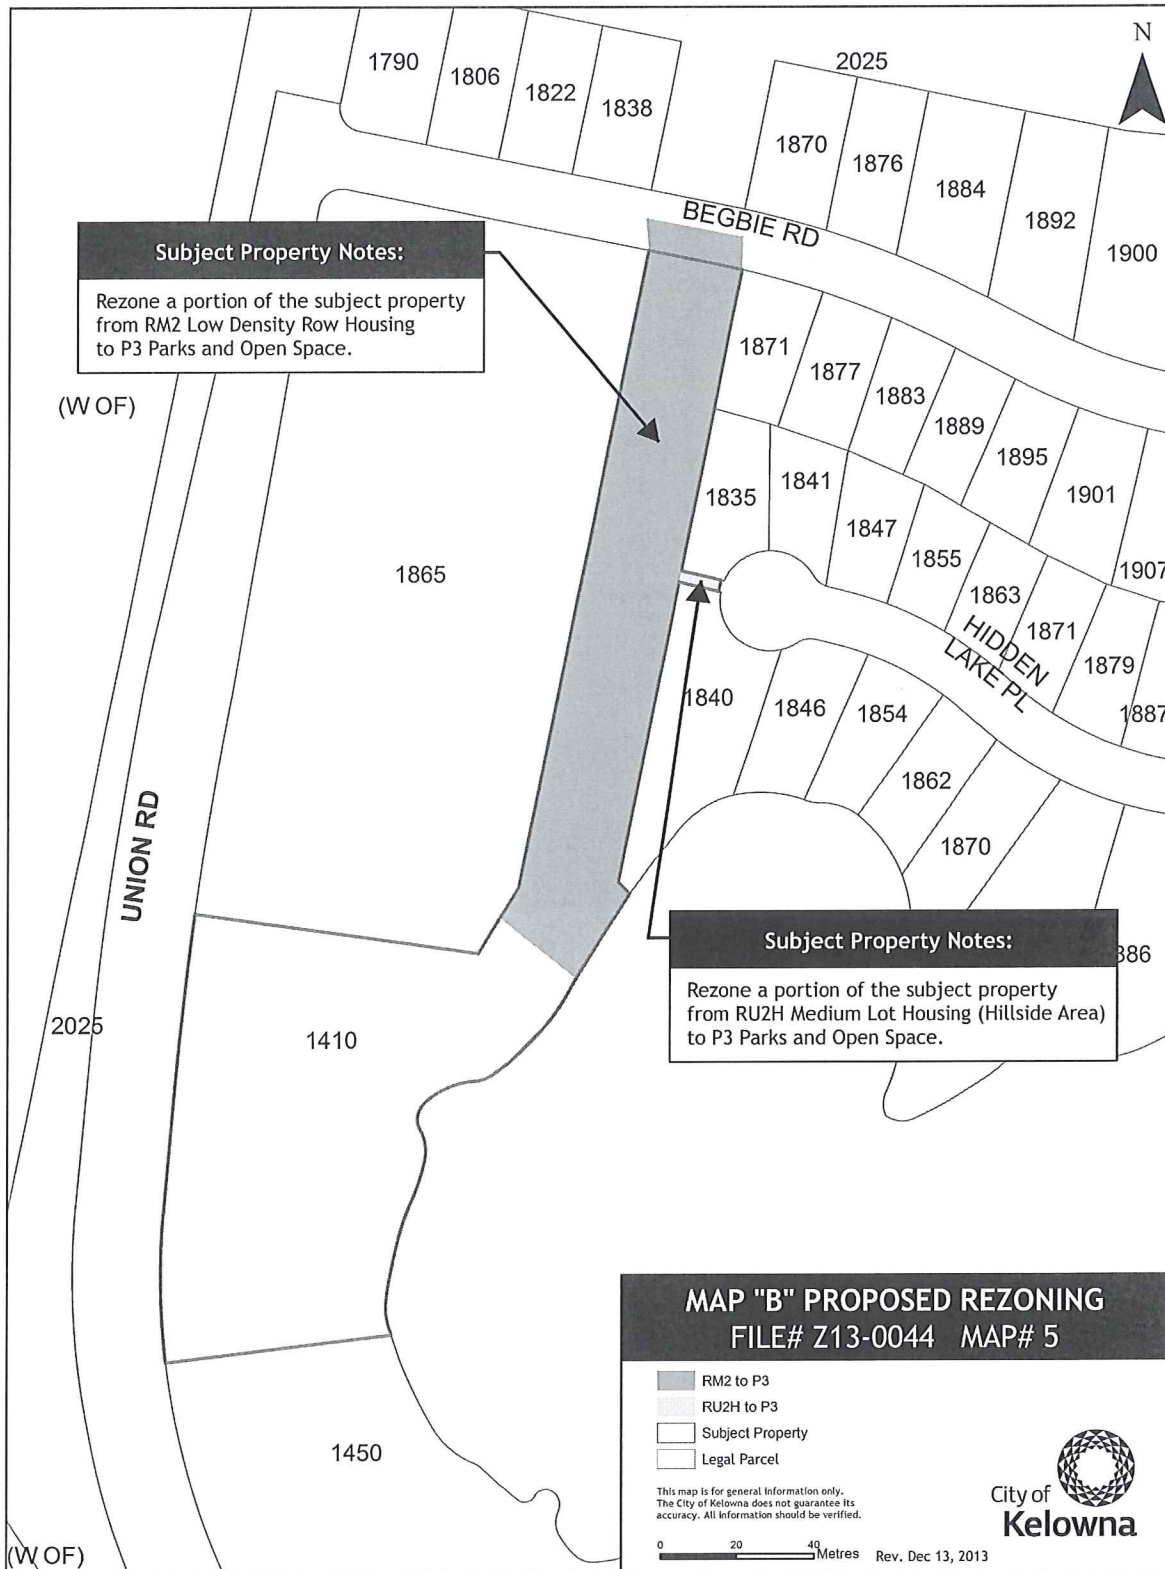 N
2025
1790
1806
1822
1838
1870
1876
1884
1892
1900
BEGBIE RD
Subject Property Notes:
Rezone a portion of the subject property
from RM2 Low Density Row Housing
to P3 Parks and Open Space.
(W OF)
1871
1877
1883
1889
1895
1901
1907
1835
1841
1847
1855
1863
1871
1879
1887
HIDDEN
LAKE PL
1865
1840
1846
1854
1862
1870
UNION RD
Subject Property Notes:
Rezone a portion of the subject property
from RU2H Medium Lot Housing (Hillside Area)
to P3 Parks and Open Space.
386
2025
1410
1450
(W OF)
MAP "B" PROPOSED REZONING
FILE# Z13-0044 MAP# 5
RM2 to P3
RU2H to P3
Subject Property
Legal Parcel
This map is for general information only.
The City of Kelowna does not guarantee its
accuracy. All information should be verified.
0 20 40 Metres
Rev. Dec 13, 2013
City of
Kelowna